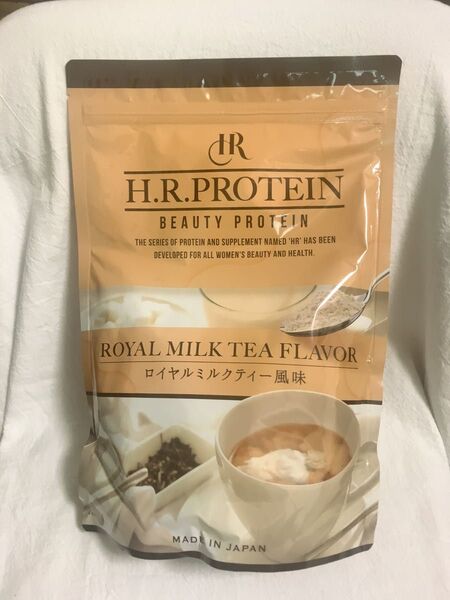 HR
H.R.PROTEIN
BEAUTY PROTEIN
THE SERIES OF PROTEIN AND SUPPLEMENT NAMED 'HR' HAS BEEN
DEVELOPED FOR ALL WOMEN'S BEAUTY AND HEALTH.
ROYAL MILK TEA FLAVOR
ロイヤルミルクティー風味
MADE IN JAPAN